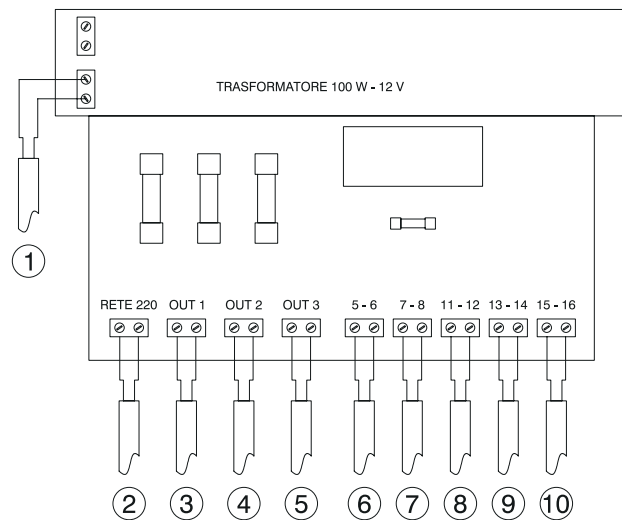 TRASFORMATORE 100 W - 12 V
1
RETE 220 OUT 1 OUT 2 OUT 3 5 - 6 7 - 8 11 - 12 13 - 14 15 - 16
2 3 4 5 6 7 8 9 10